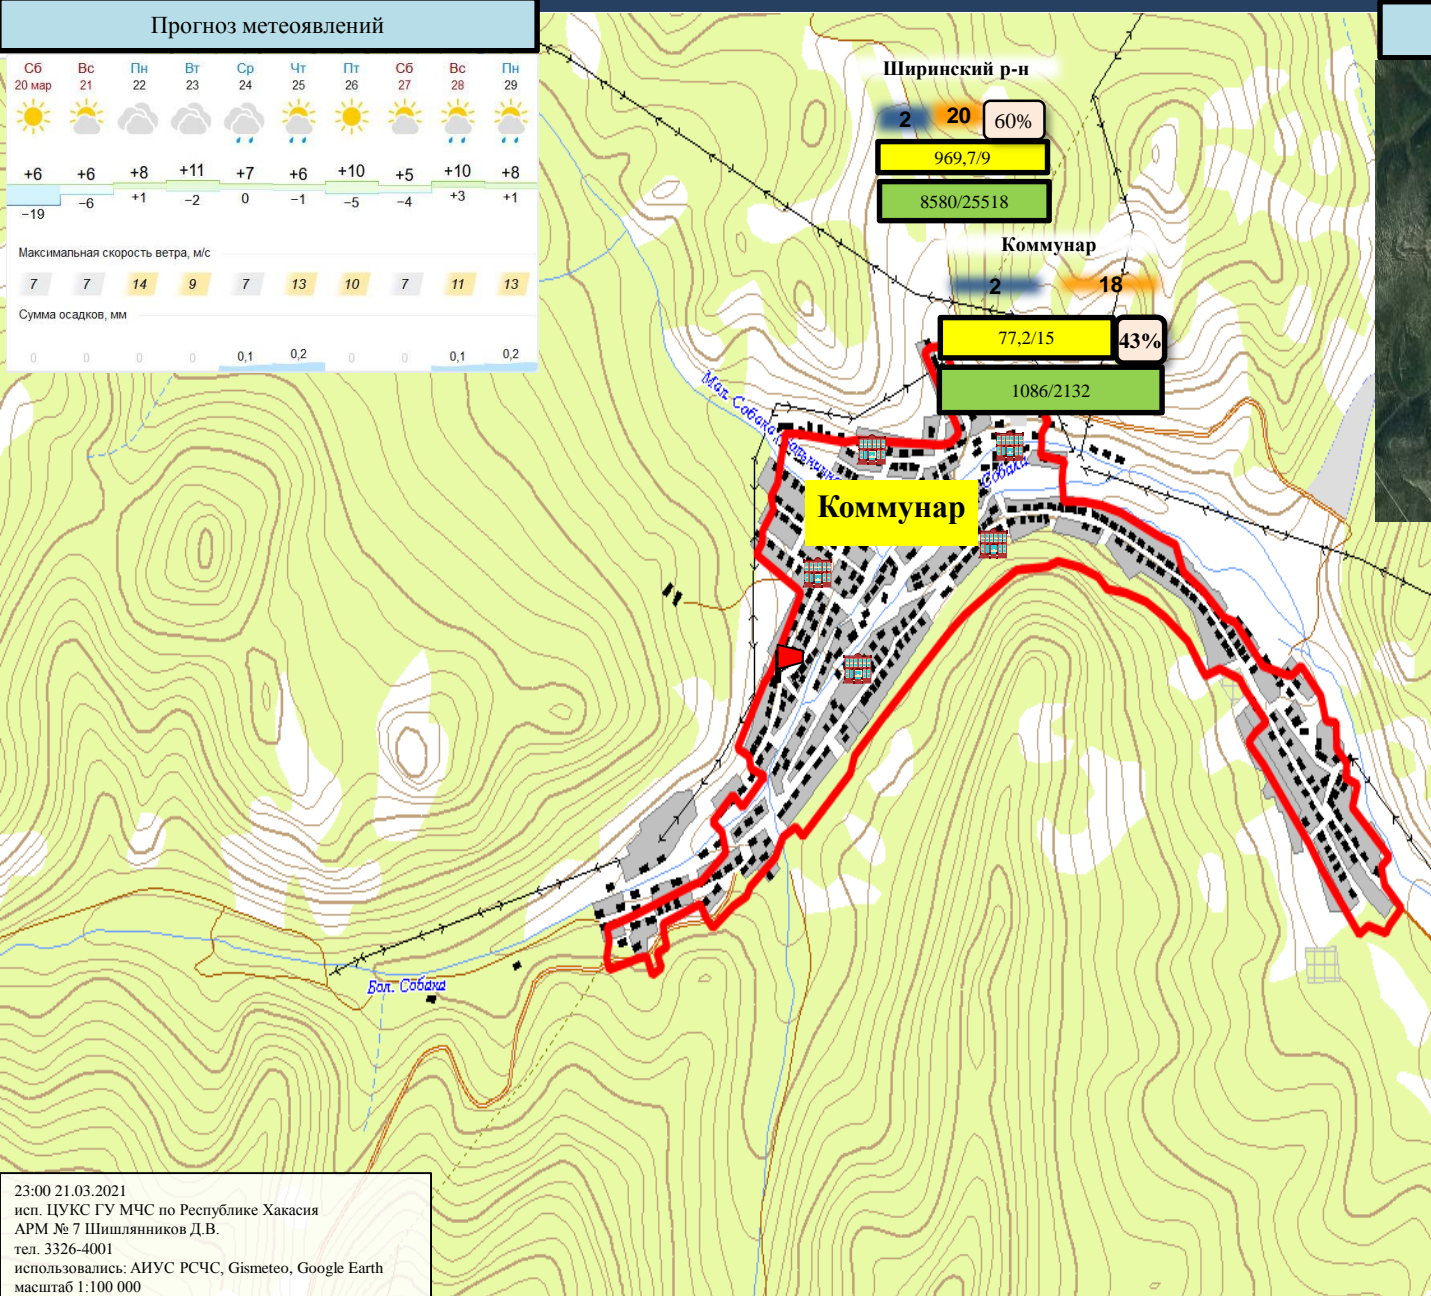 Прогноз метеоявлений
Сб Вс Пн Вт Ср Чт Пт Сб Вс Пн
20 мар 21 22 23 24 25 26 27 28 29
+6 +6 +8 +11 +7 +6 +10 +5 +10 +8
−19 −6 +1 −2 0 −1 −5 −4 +3 +1
Максимальная скорость ветра, м/с
7 7 14 9 7 13 10 7 11 13
Сумма осадков, мм
0 0 0 0 0,1 0,2 0 0 0,1 0,2
Ширинский р-н
2 20 60%
969,7/9
8580/25518
Коммунар
2 18
77,2/15 43%
1086/2132
Мал. Собака
Собака
Коммунар
Бол. Собака
23:00 21.03.2021
исп. ЦУКС ГУ МЧС по Республике Хакасия
АРМ № 7 Шишлянников Д.В.
тел. 3326-4001
использовались: АИУС РСЧС, Gismeteo, Google Earth
масштаб 1:100 000